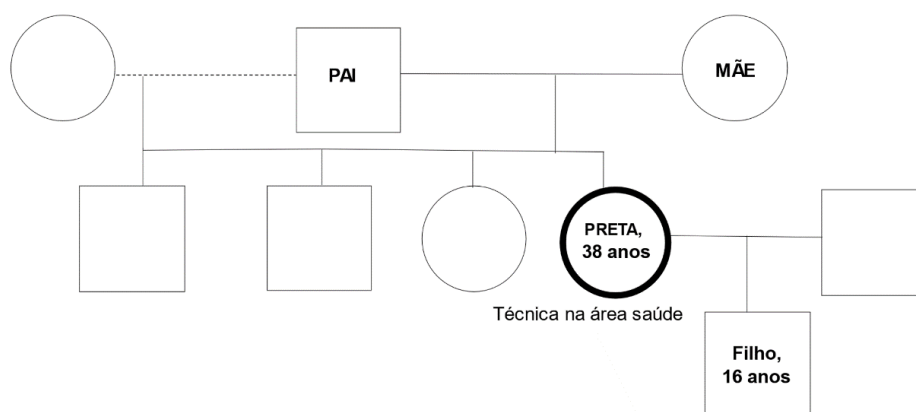 PAI
MÃE
PRETA,
38 anos
Técnica na área saúde
Filho,
16 anos